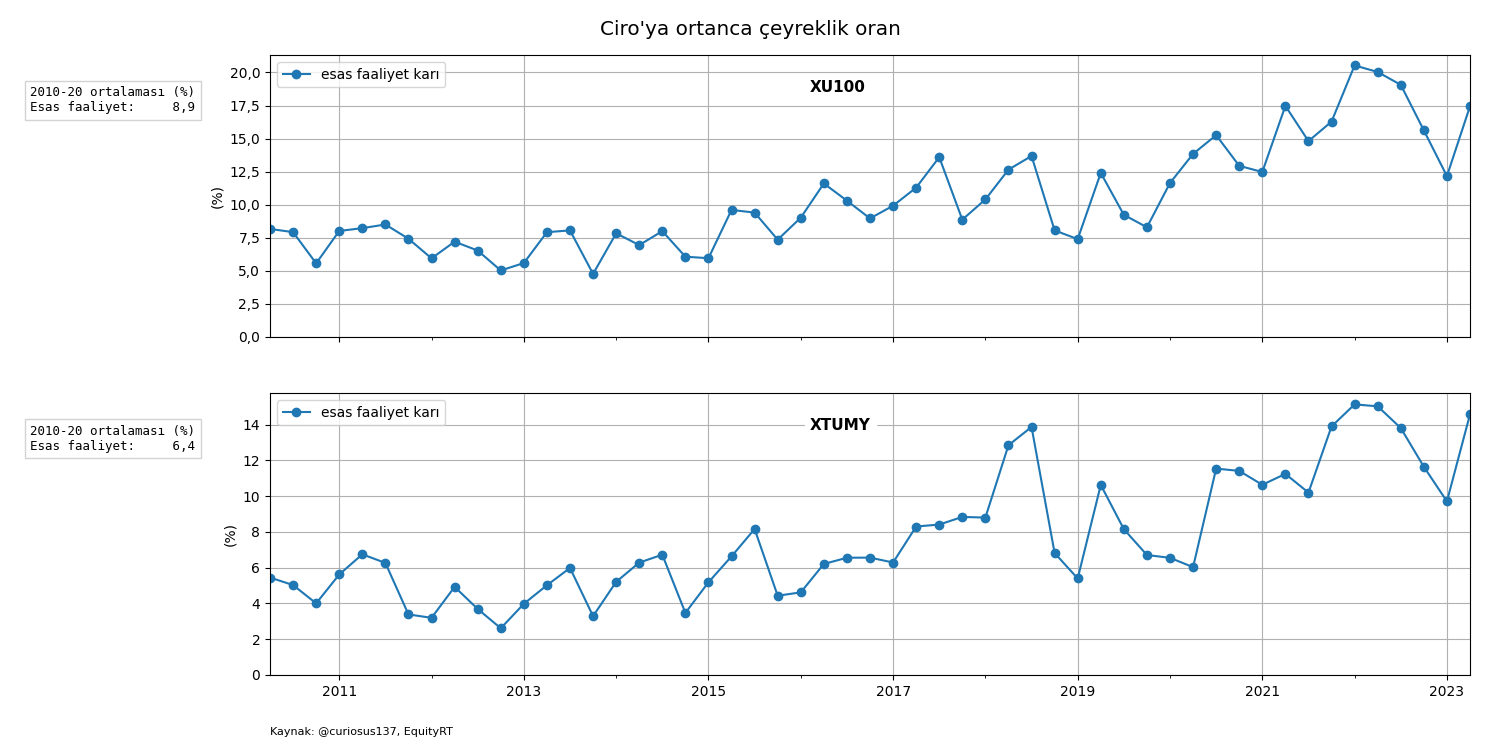 Ciro'ya ortanca çeyreklik oran
2010-20 ortalaması (%)
Esas faaliyet: 8,9
esas faaliyet karı
XU100
(%)
20,0
17,5
15,0
12,5
10,0
7,5
5,0
2,5
0,0
2010-20 ortalaması (%)
Esas faaliyet: 6,4
esas faaliyet karı
XTUMY
(%)
14
12
10
8
6
4
2
0
2011 2013 2015 2017 2019 2021 2023
Kaynak: @curiosus137, EquityRT